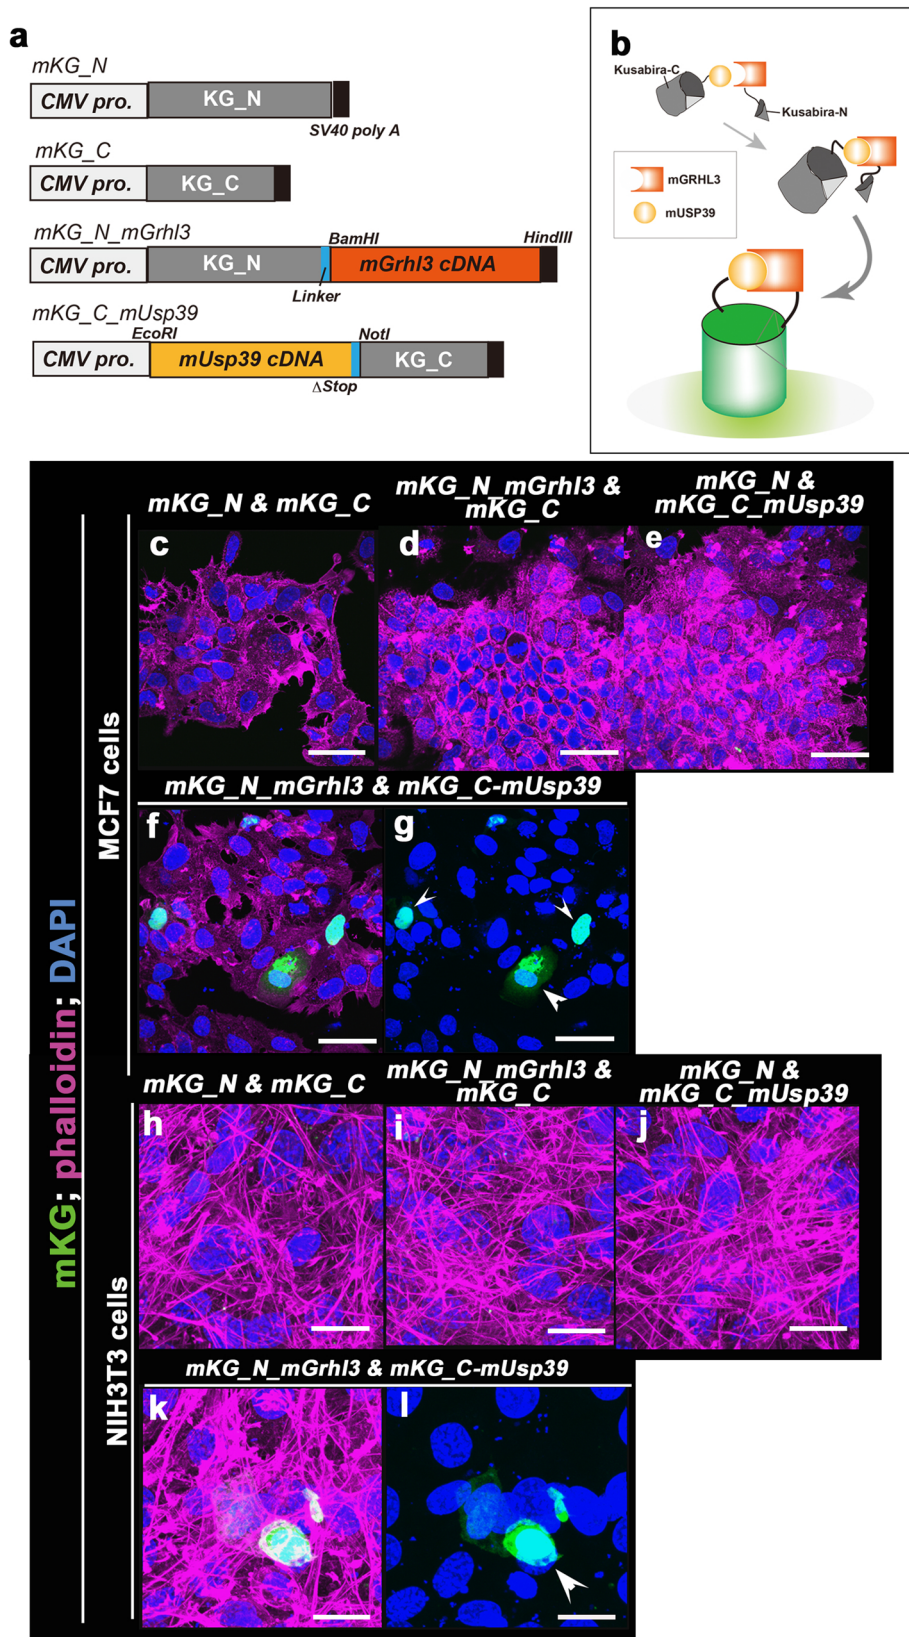 a
mKG_N
CMV pro. KG_N
SV40 poly A
mKG_C
CMV pro. KG_C
mKG_N_mGrhl3
BamHI HindIII
CMV pro. KG_N mGrhl3 cDNA
Linker
mKG_C_mUsp39
EcoRI NotI
CMV pro. mUsp39 cDNA KG_C
ΔStop
b
Kusabira-C
Kusabira-N
mGRHL3
mUSP39
mKG; phalloidin; DAPI
MCF7 cells
mKG_N & mKG_C
mKG_N_mGrhl3 &
mKG_C
mKG_N &
mKG_C_mUsp39
c
d
e
mKG_N_mGrhl3 & mKG_C-mUsp39
f
g
NIH3T3 cells
mKG_N & mKG_C
mKG_N_mGrhl3 &
mKG_C
mKG_N &
mKG_C_mUsp39
h
i
j
mKG_N_mGrhl3 & mKG_C-mUsp39
k
l